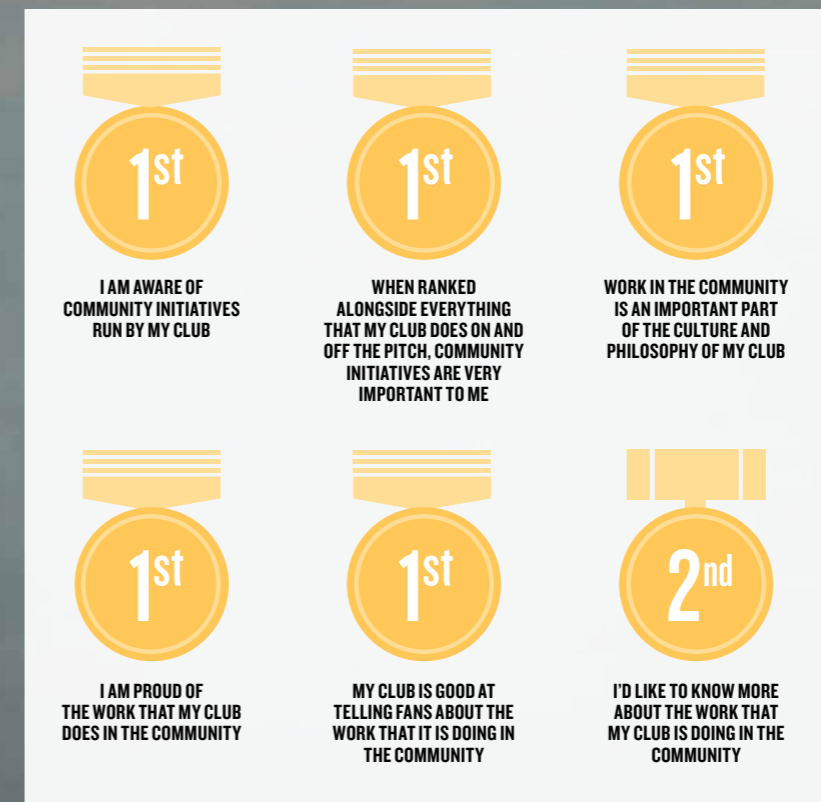 1st
I AM AWARE OF
COMMUNITY INITIATIVES
RUN BY MY CLUB
1st
WHEN RANKED
ALONGSIDE EVERYTHING
THAT MY CLUB DOES ON AND
OFF THE PITCH, COMMUNITY
INITIATIVES ARE VERY
IMPORTANT TO ME
1st
WORK IN THE COMMUNITY
IS AN IMPORTANT PART
OF THE CULTURE AND
PHILOSOPHY OF MY CLUB
1st
I AM PROUD OF
THE WORK THAT MY CLUB
DOES IN THE COMMUNITY
1st
MY CLUB IS GOOD AT
TELLING FANS ABOUT THE
WORK THAT IT IS DOING IN
THE COMMUNITY
2nd
I'D LIKE TO KNOW MORE
ABOUT THE WORK THAT
MY CLUB IS DOING IN THE
COMMUNITY